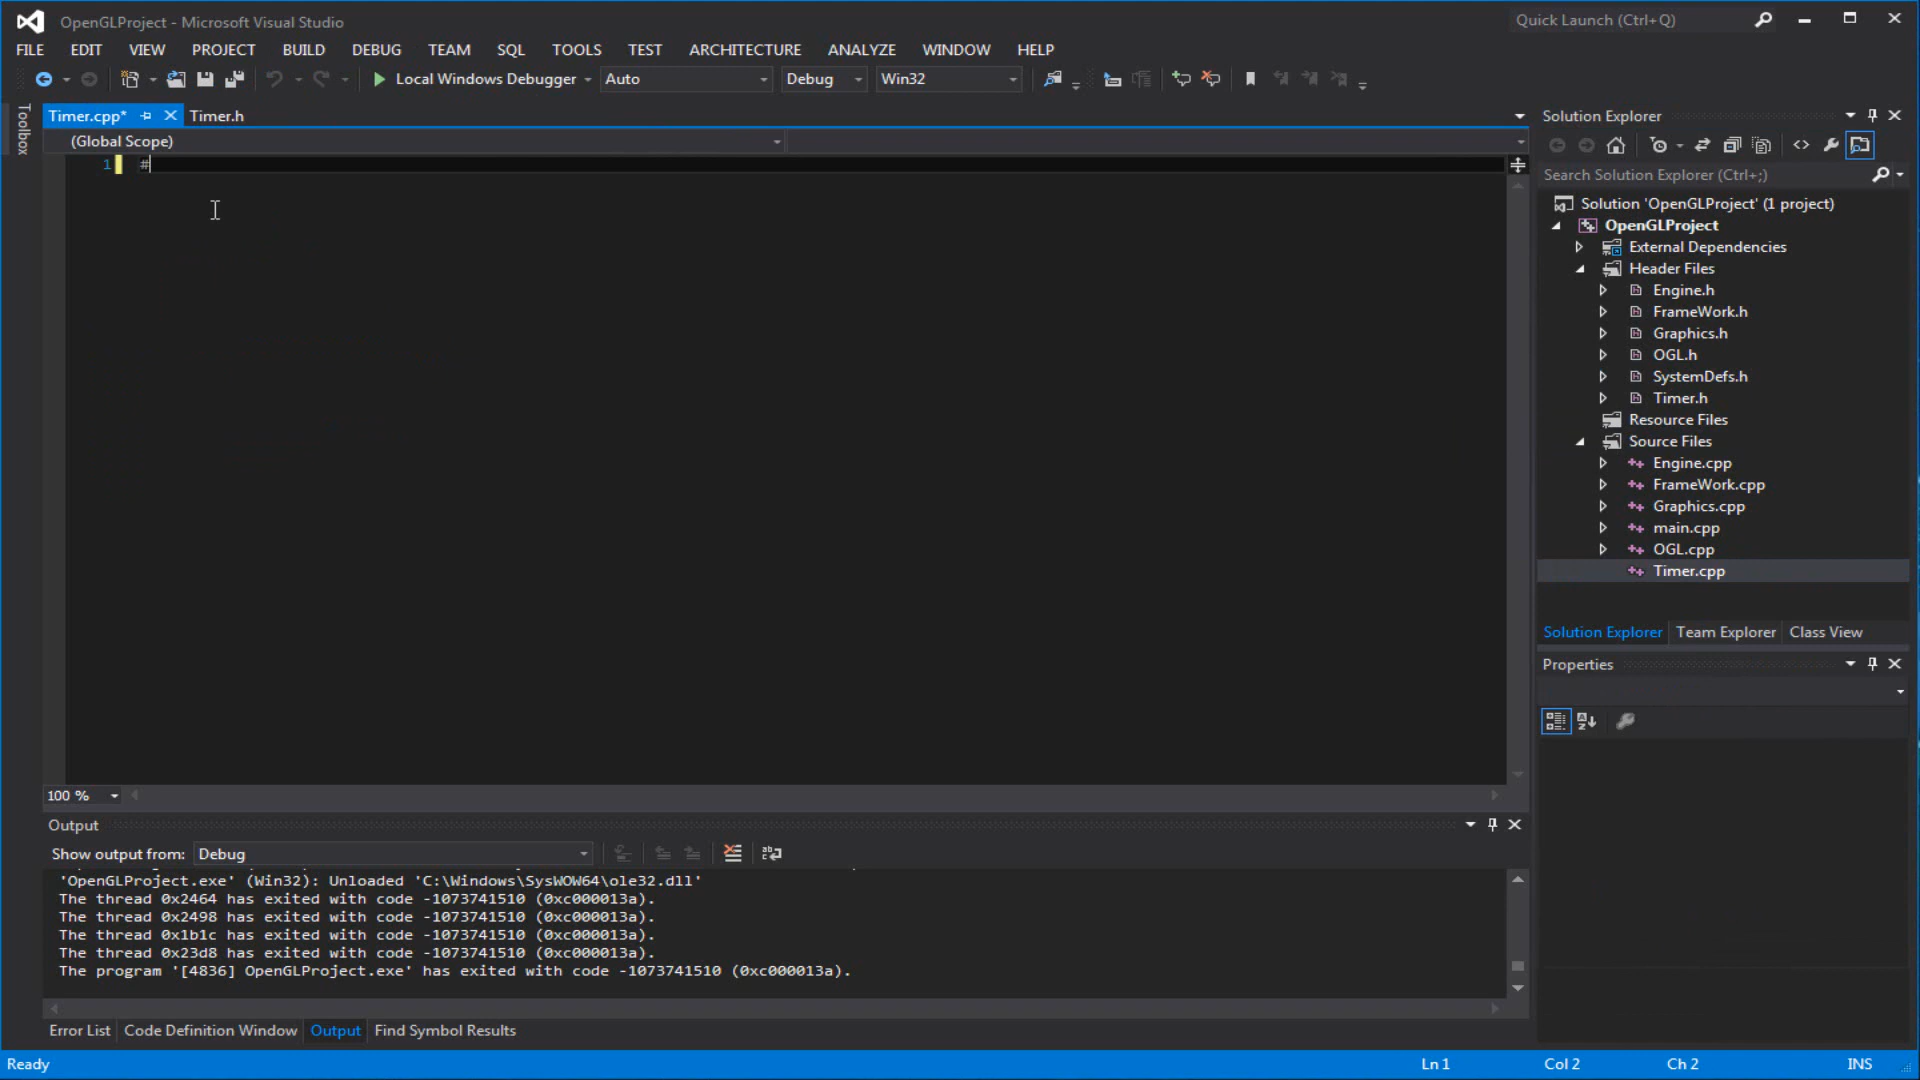 OpenGLProject - Microsoft Visual Studio
Quick Launch (Ctrl+Q)
FILE EDIT VIEW PROJECT BUILD DEBUG TEAM SQL TOOLS TEST ARCHITECTURE ANALYZE WINDOW HELP
Local Windows Debugger Auto Debug Win32
Toolbox
Timer.cpp* Timer.h
(Global Scope)
1 #
100 %
Solution Explorer
Search Solution Explorer (Ctrl+;)
Solution 'OpenGLProject' (1 project)
OpenGLProject
External Dependencies
Header Files
Engine.h
FrameWork.h
Graphics.h
OGL.h
SystemDefs.h
Timer.h
Resource Files
Source Files
Engine.cpp
FrameWork.cpp
Graphics.cpp
main.cpp
OGL.cpp
Timer.cpp
Solution Explorer Team Explorer Class View
Properties
Output
Show output from: Debug
'OpenGLProject.exe' (Win32): Unloaded 'C:\Windows\SysWOW64\ole32.dll'
The thread 0x2464 has exited with code -1073741510 (0xc000013a).
The thread 0x2498 has exited with code -1073741510 (0xc000013a).
The thread 0x1b1c has exited with code -1073741510 (0xc000013a).
The thread 0x23d8 has exited with code -1073741510 (0xc000013a).
The program '[4836] OpenGLProject.exe' has exited with code -1073741510 (0xc000013a).
Error List Code Definition Window Output Find Symbol Results
Ready Ln 1 Col 2 Ch 2 INS